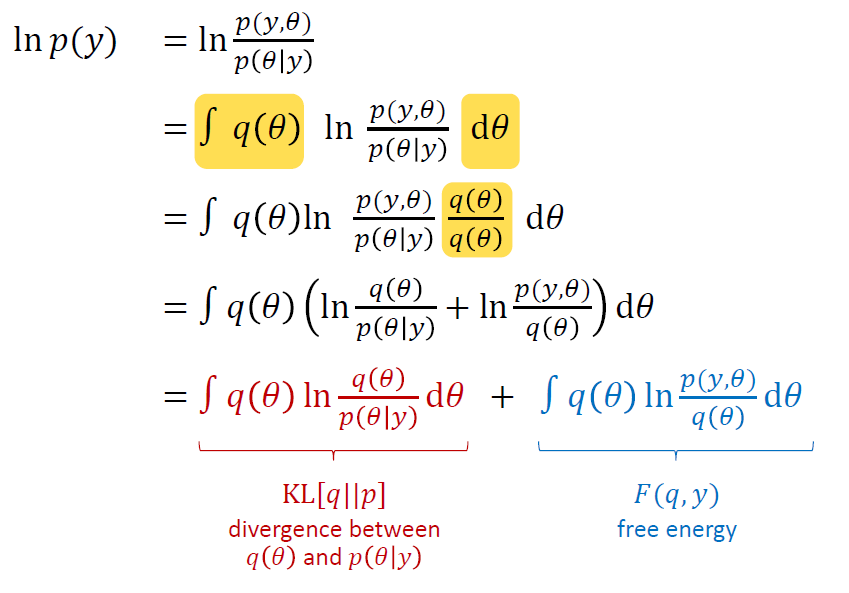 ln p(y) = ln p(y,θ)/p(θ|y)
= ∫ q(θ) ln p(y,θ)/p(θ|y) dθ
= ∫ q(θ)ln p(y,θ)/p(θ|y) q(θ)/q(θ) dθ
= ∫ q(θ) (ln q(θ)/p(θ|y) + ln p(y,θ)/q(θ)) dθ
= ∫ q(θ) ln q(θ)/p(θ|y) dθ + ∫ q(θ) ln p(y,θ)/q(θ) dθ
KL[q||p]
divergence between
q(θ) and p(θ|y)
F(q,y)
free energy